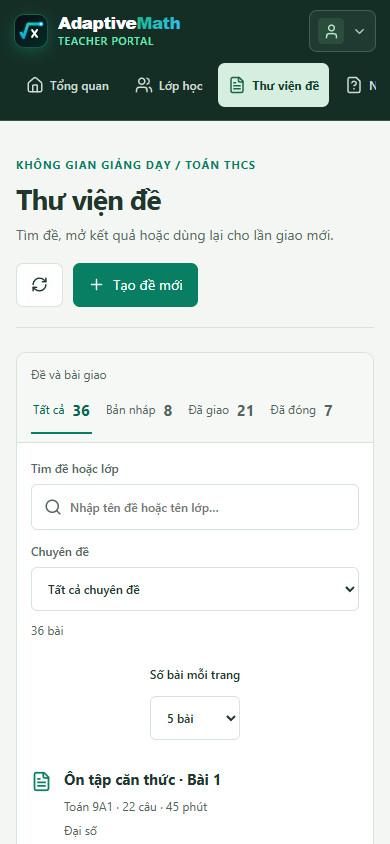 AdaptiveMath
TEACHER PORTAL
Tổng quan
Lớp học
Thư viện đề
N
KHÔNG GIAN GIẢNG DẠY / TOÁN THCS
Thư viện đề
Tìm đề, mở kết quả hoặc dùng lại cho lần giao mới.
Tạo đề mới
Đề và bài giao
Tất cả 36 Bản nháp 8 Đã giao 21 Đã đóng 7
Tìm đề hoặc lớp
Nhập tên đề hoặc tên lớp...
Chuyên đề
Tất cả chuyên đề
36 bài
Số bài mỗi trang
5 bài
Ôn tập căn thức · Bài 1
Toán 9A1 · 22 câu · 45 phút
Đại số